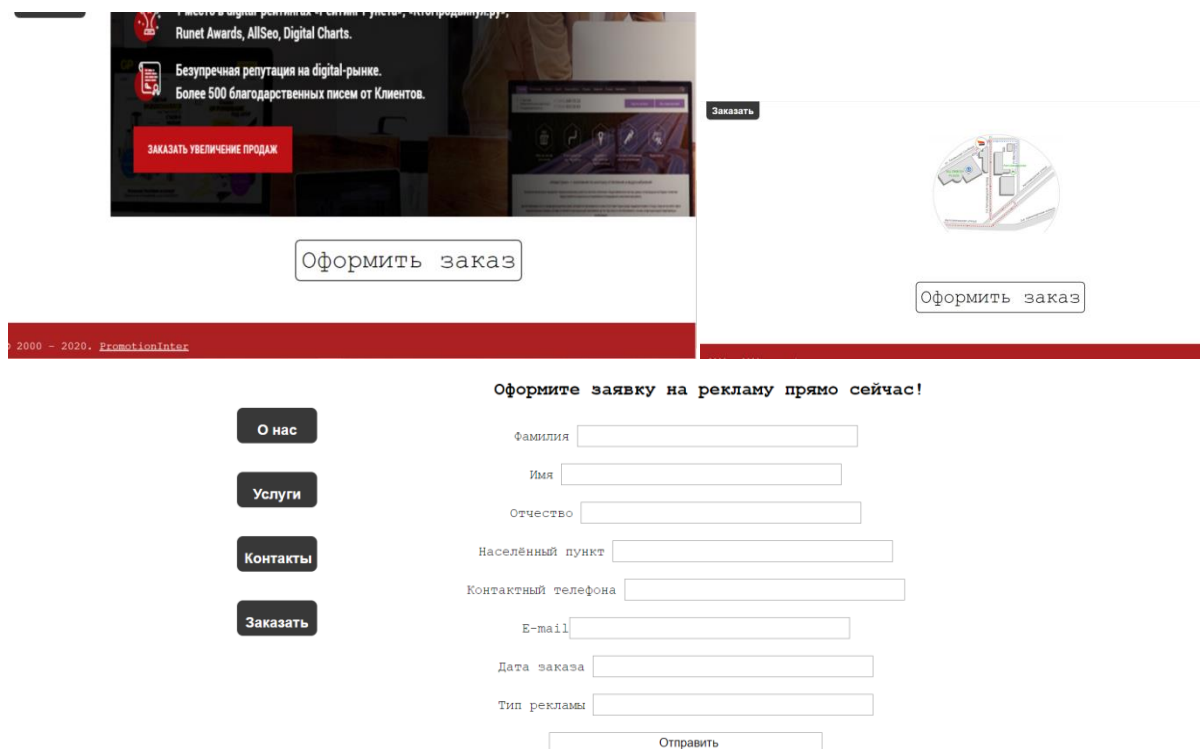 Runet Awards, AllSeo, Digital Charts.
Безупречная репутация на digital-рынке.
Более 500 благодарственных писем от Клиентов.
ЗАКАЗАТЬ УВЕЛИЧЕНИЕ ПРОДАЖ
Оформить заказ
2000 - 2020. PromotionInter
Заказать
Оформить заказ
Оформите заявку на рекламу прямо сейчас!
О нас
Услуги
Контакты
Заказать
Фамилия
Имя
Отчество
Населённый пункт
Контактный телефона
E-mail
Дата заказа
Тип рекламы
Отправить